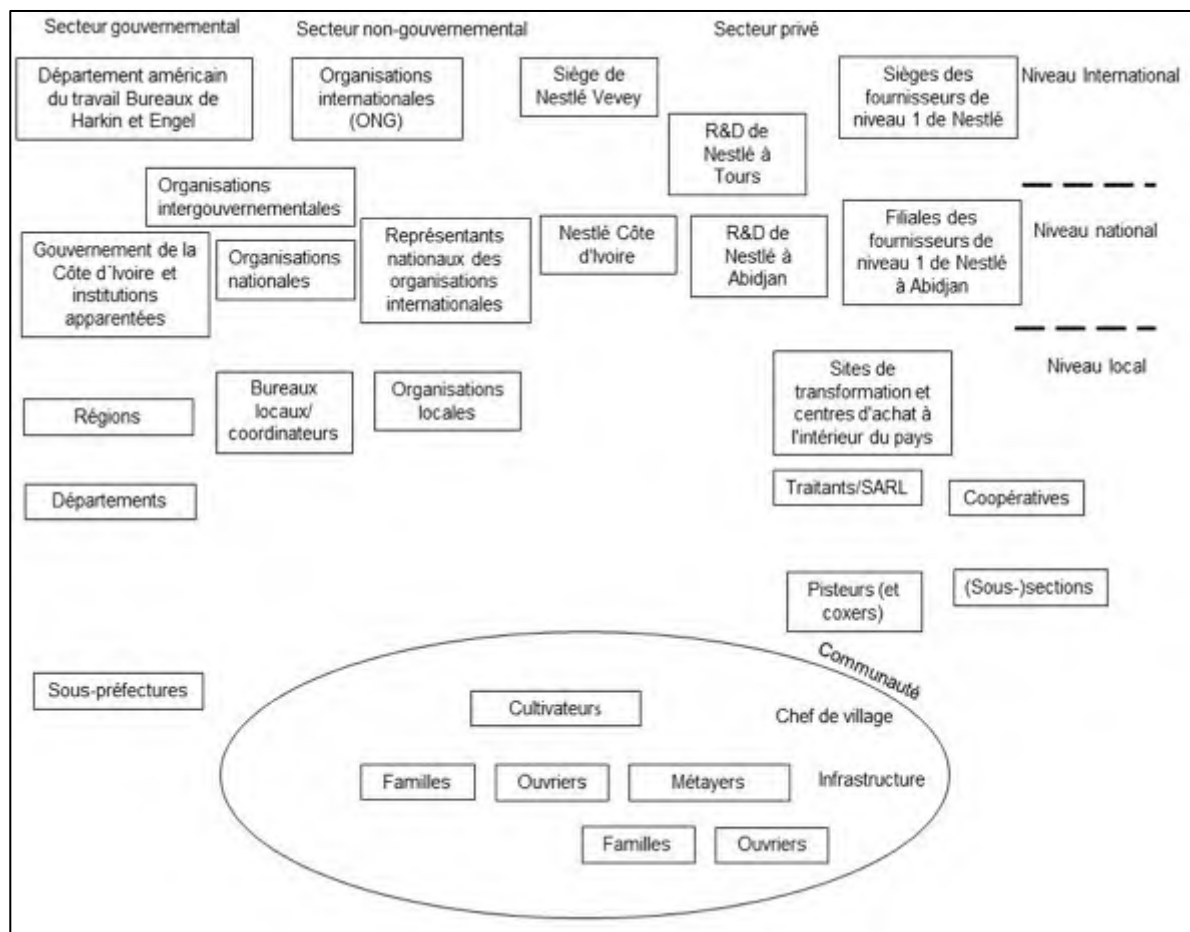 Secteur gouvernemental
Secteur non-gouvernemental
Secteur privé
Département américain
du travail Bureaux de
Harkin et Engel
Organisations
internationales
(ONG)
Siège de
Nestlé Vevey
Sièges des
fournisseurs de
niveau 1 de Nestlé
Niveau International
R&D de
Nestlé à
Tours
Organisations
intergouvernementales
Gouvernement de la
Côte d´Ivoire et
institutions
apparentées
Organisations
nationales
Représentants
nationaux des
organisations
internationales
Nestlé Côte
d'Ivoire
R&D de
Nestlé à
Abidjan
Filiales des
fournisseurs de
niveau 1 de Nestlé
à Abidjan
Niveau national
Niveau local
Régions
Bureaux
locaux/
coordinateurs
Organisations
locales
Sites de
transformation et
centres d'achat à
l'intérieur du pays
Départements
Traitants/SARL
Coopératives
Pisteurs (et
coxers)
(Sous-)sections
Communauté
Sous-préfectures
Cultivateurs
Chef de village
Familles
Ouvriers
Métayers
Infrastructure
Familles
Ouvriers